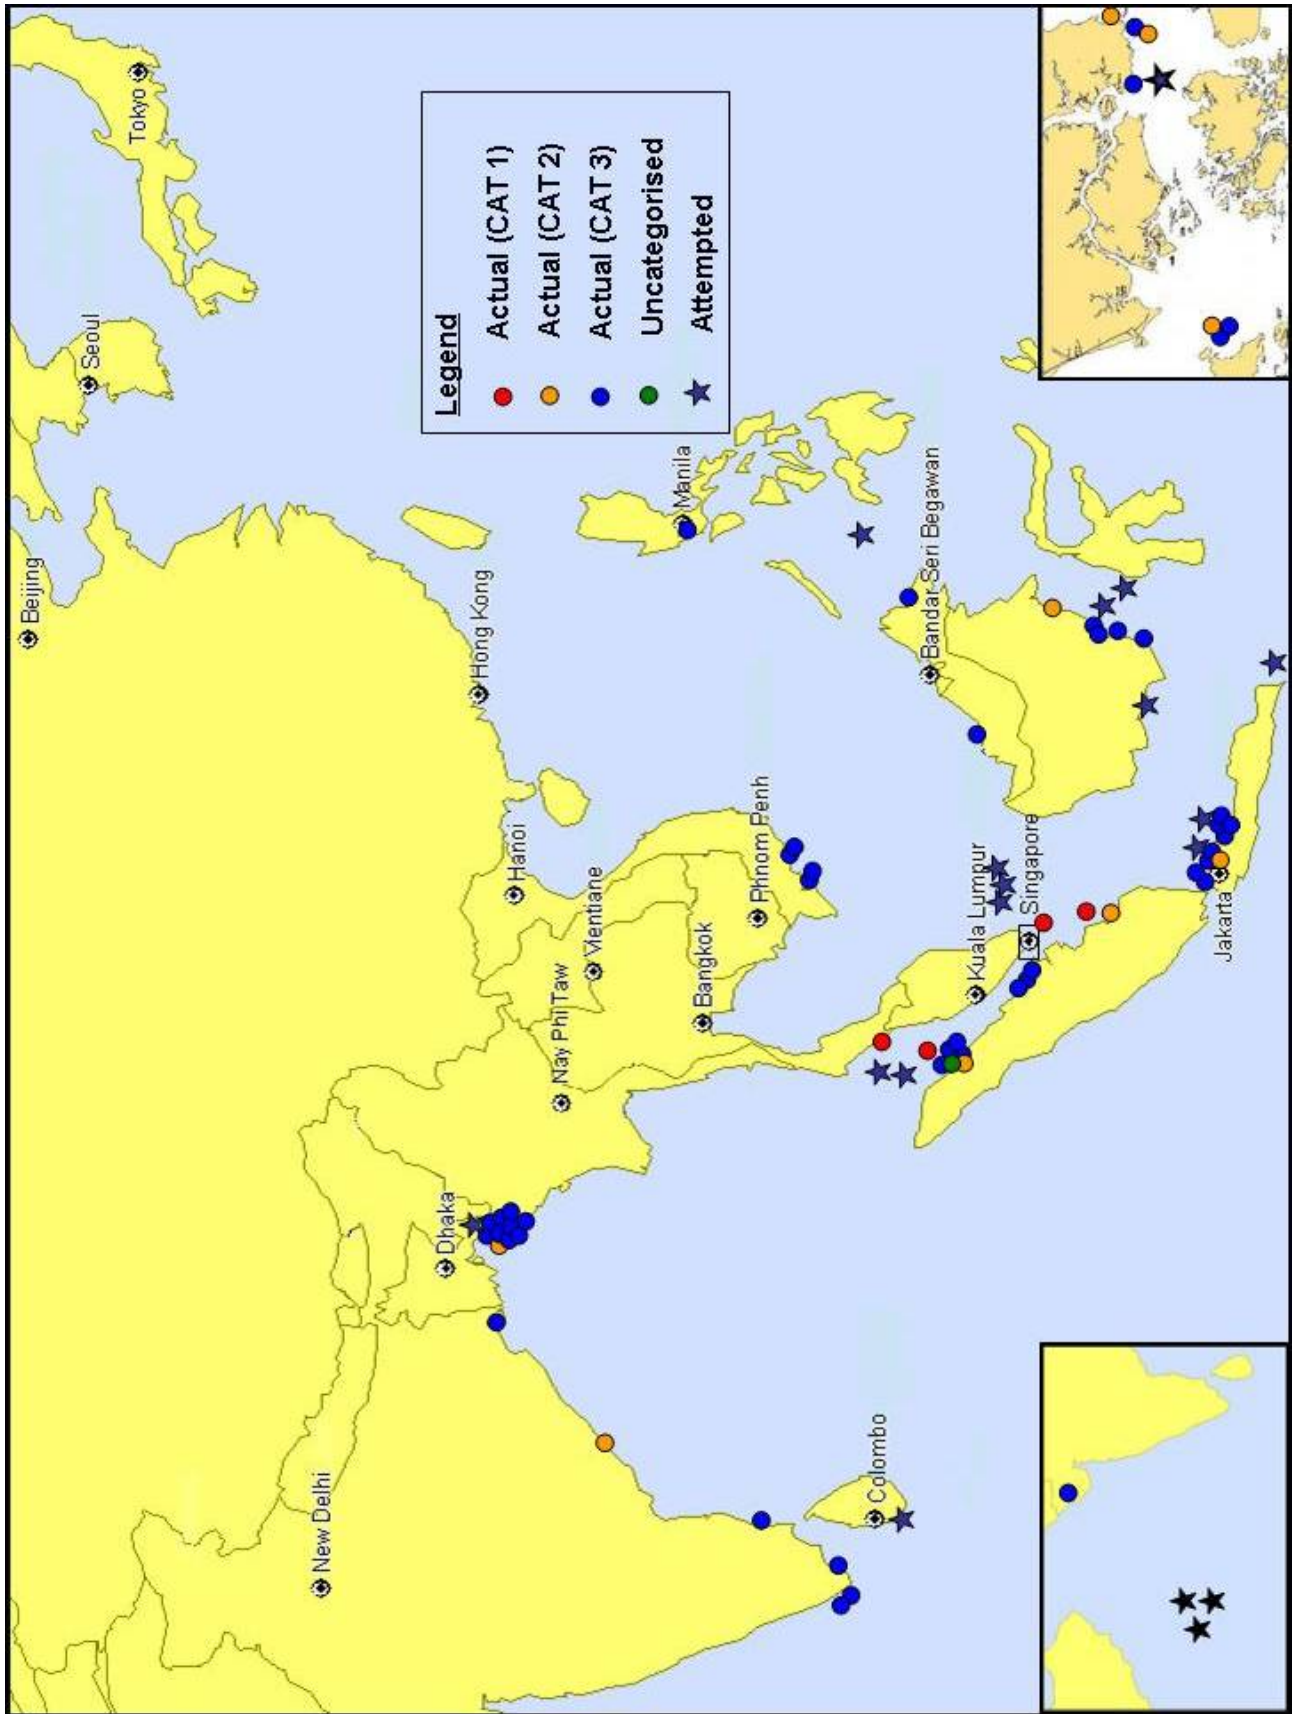 Beijing
Seoul
Tokyo
New Delhi
Dhaka
Nay Phi Taw
Hanoi
Hong Kong
Vientiane
Bangkok
Phnom Penh
Manila
Colombo
Kuala Lumpur
Singapore
Bandar Seri Begawan
Jakarta
Legend
Actual (CAT 1)
Actual (CAT 2)
Actual (CAT 3)
Uncategorised
Attempted